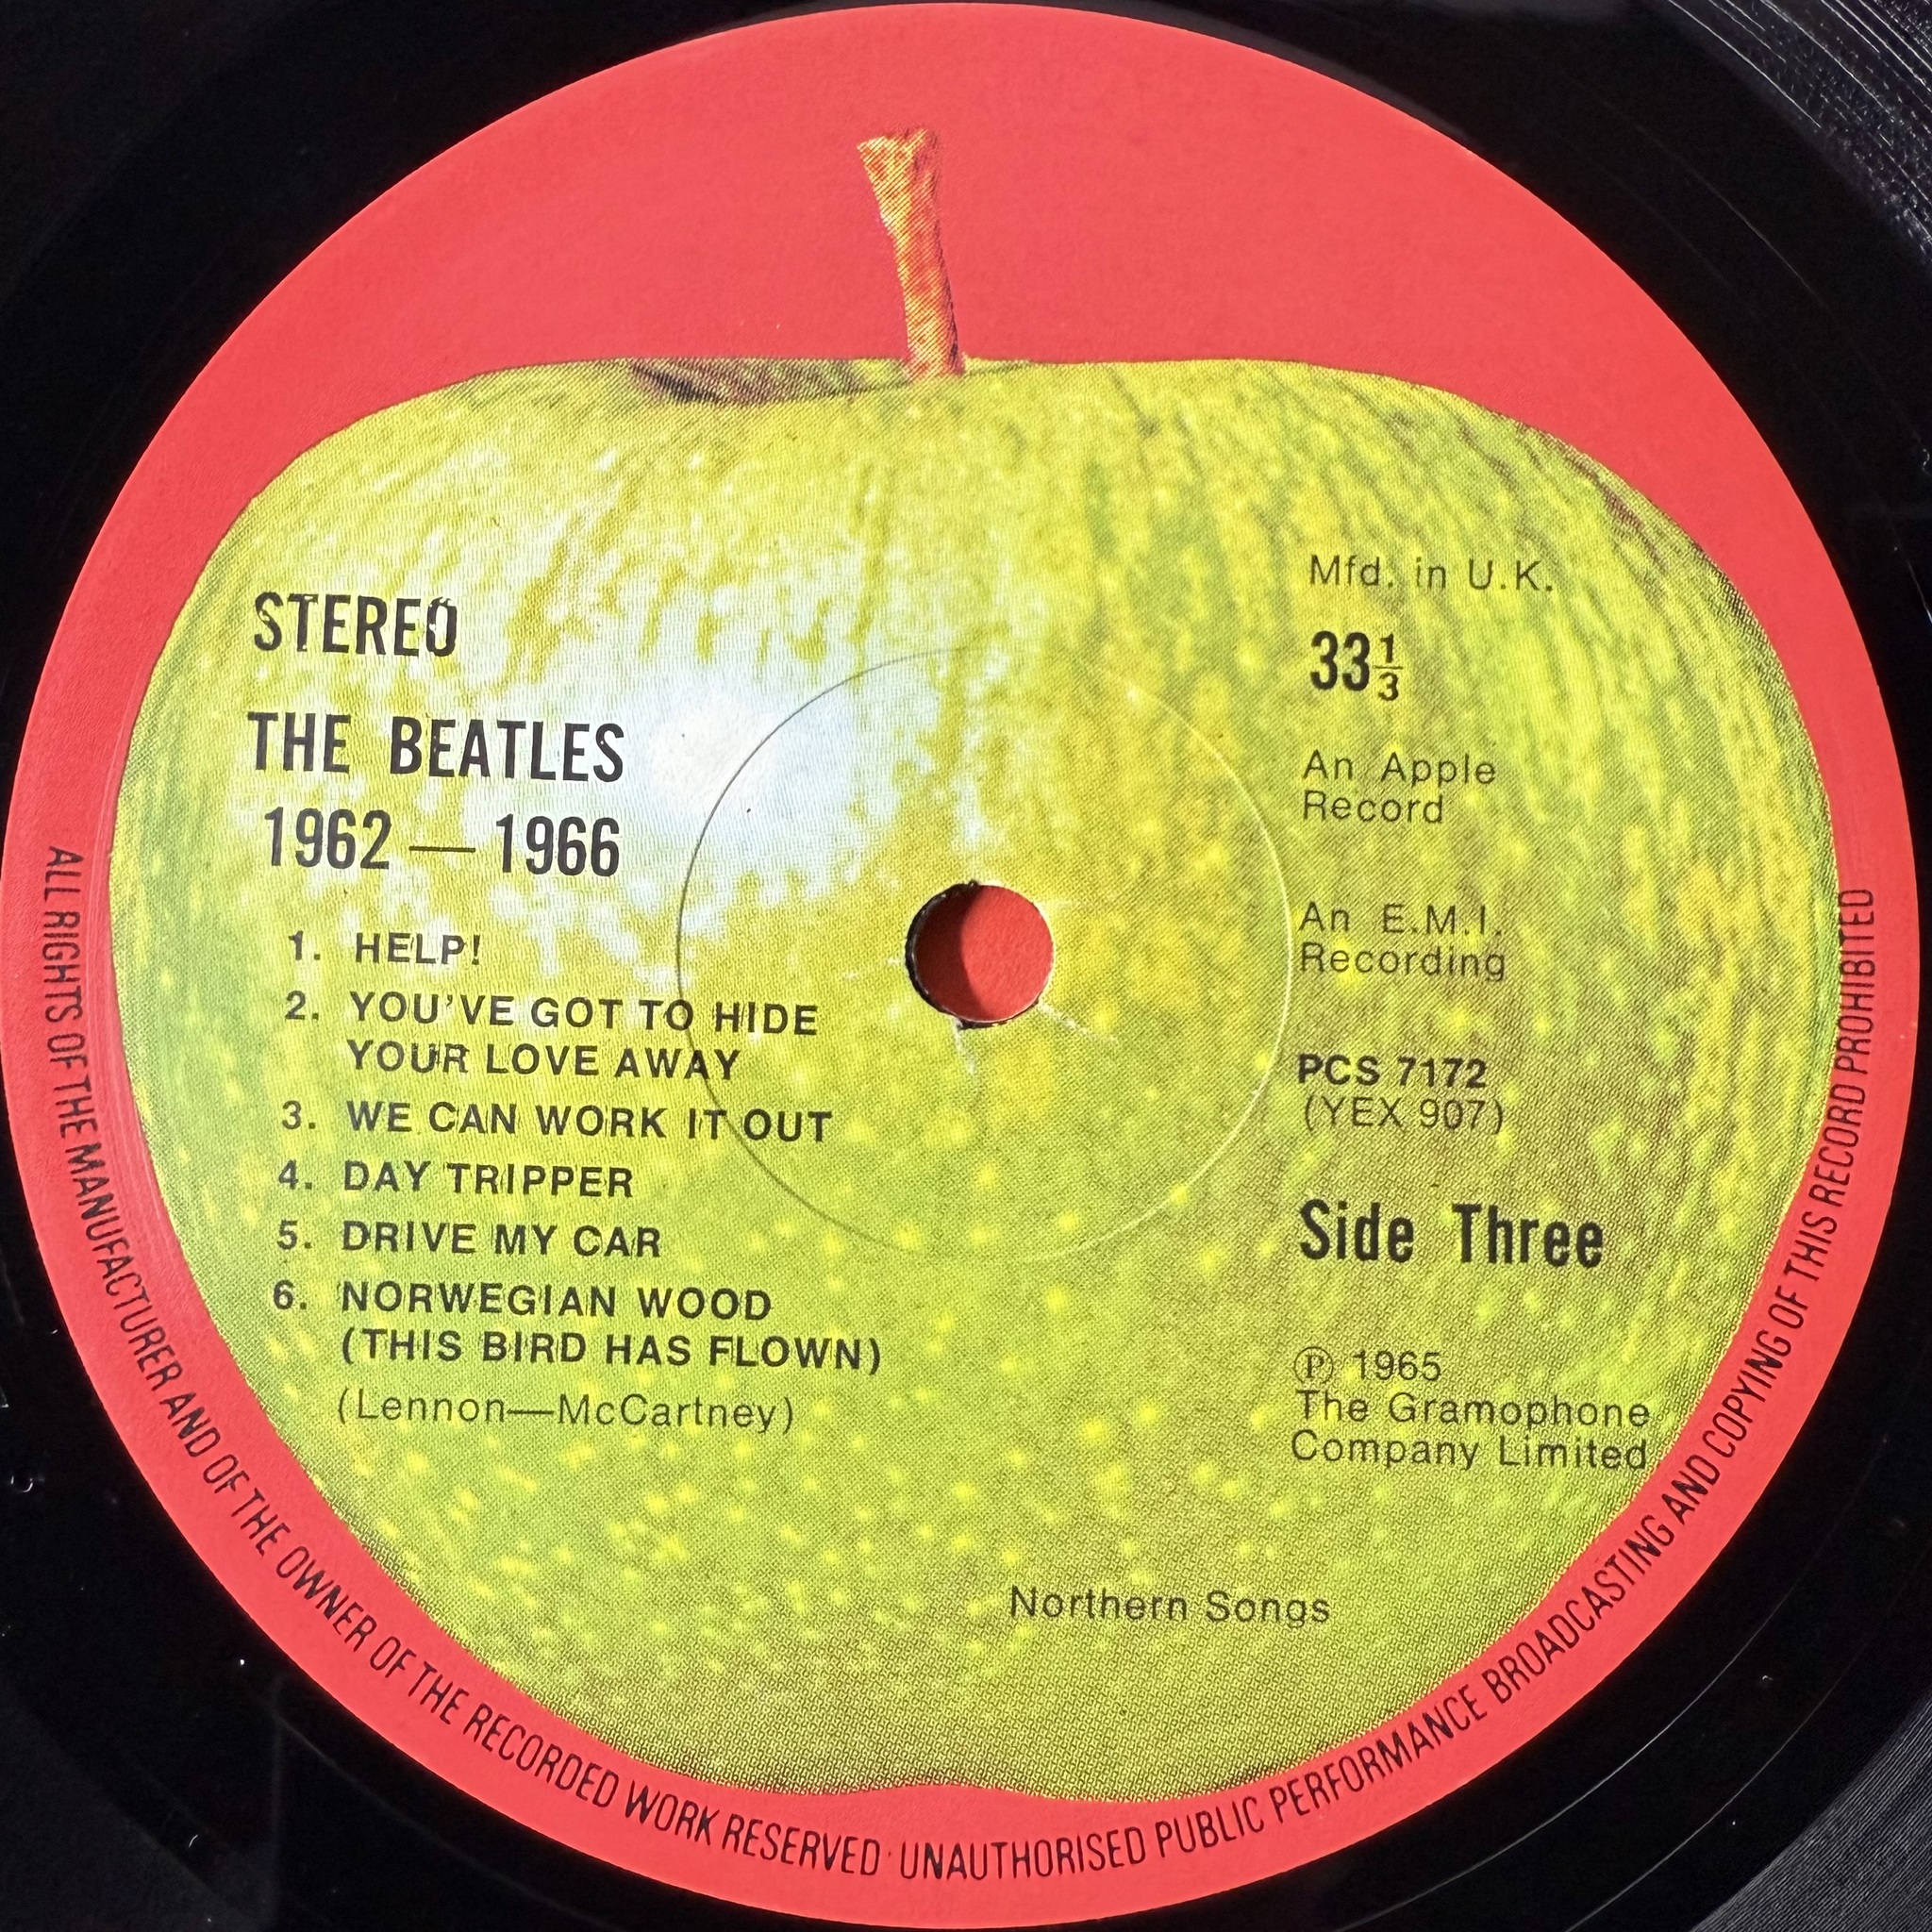 STEREO
THE BEATLES
1962 — 1966
1. HELP!
2. YOU'VE GOT TO HIDE
YOUR LOVE AWAY
3. WE CAN WORK IT OUT
4. DAY TRIPPER
5. DRIVE MY CAR
6. NORWEGIAN WOOD
(THIS BIRD HAS FLOWN)
(Lennon—McCartney)
Mfd. in U.K.
33⅓
An Apple
Record
An E.M.I.
Recording
PCS 7172
(YEX 907)
Side Three
℗ 1965
The Gramophone
Company Limited
Northern Songs
ALL RIGHTS OF THE MANUFACTURER AND OF THE OWNER OF THE RECORDED WORK RESERVED · UNAUTHORISED PUBLIC PERFORMANCE BROADCASTING AND COPYING OF THIS RECORD PROHIBITED